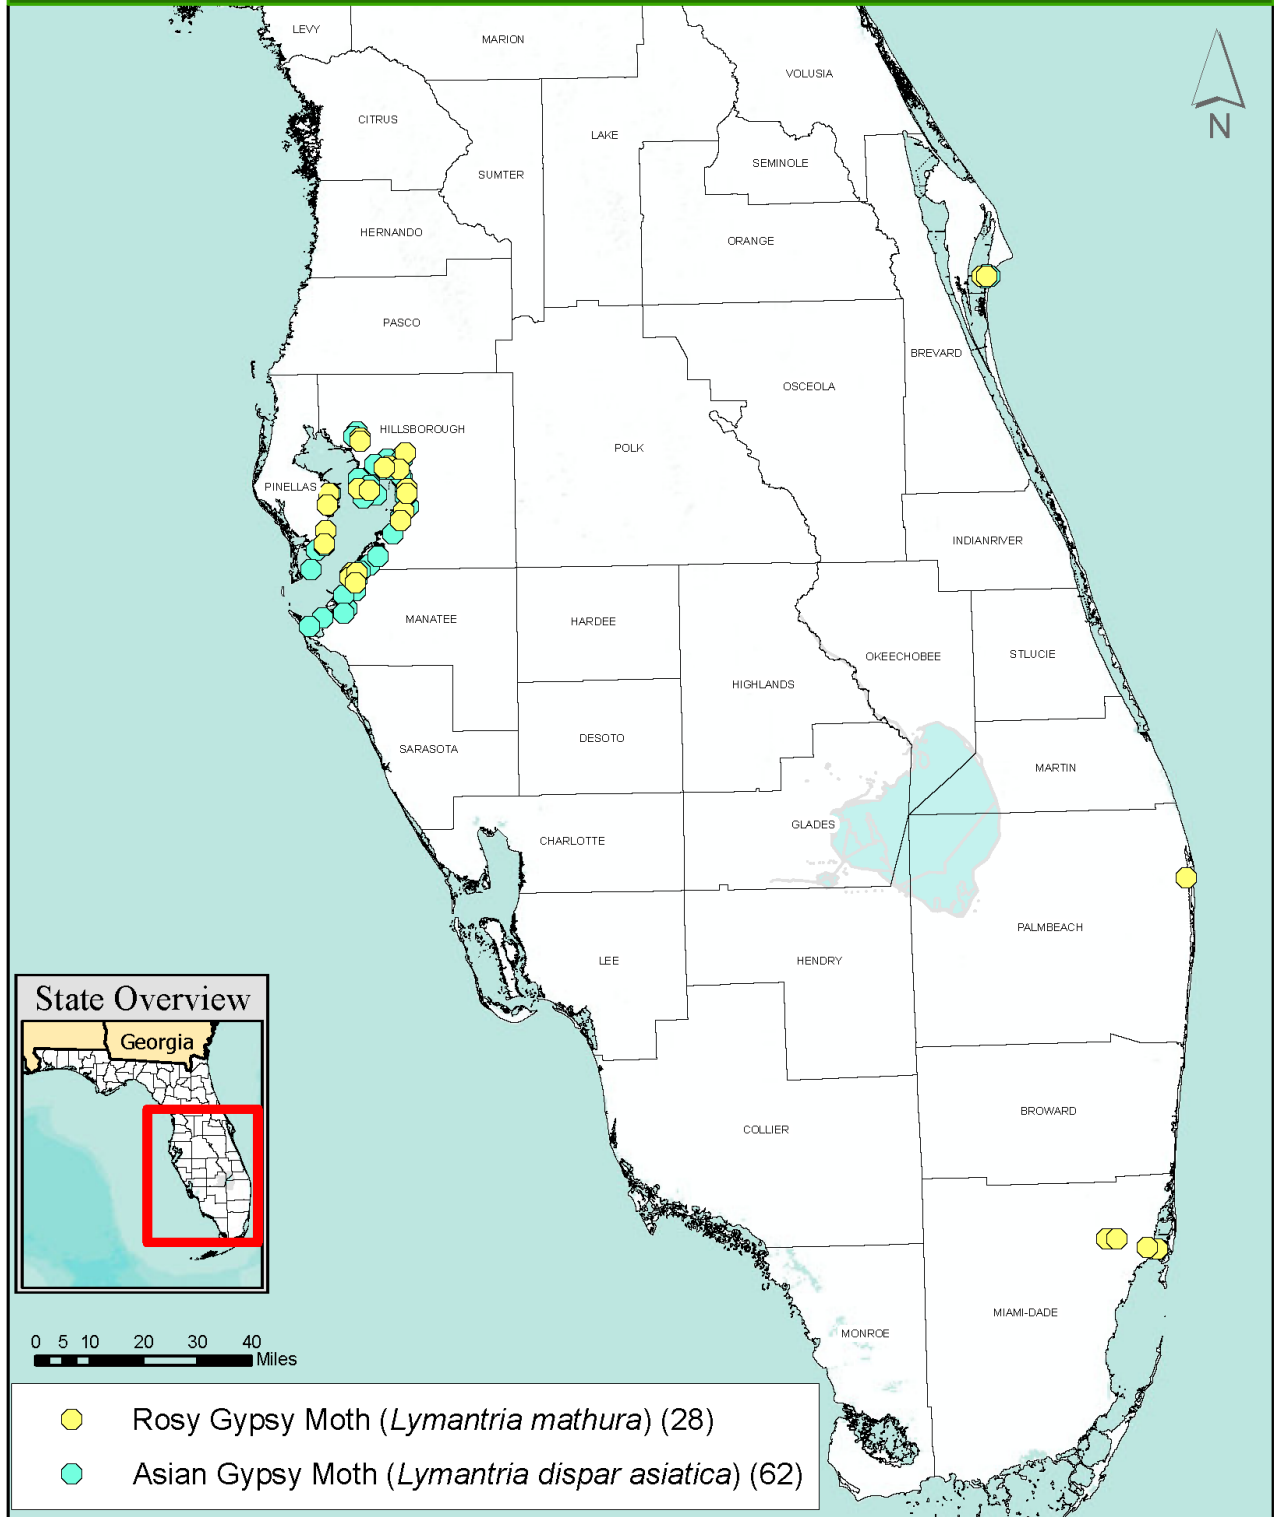 LEVY
MARION
VOLUSIA
N
CITRUS
LAKE
SEMINOLE
SUMTER
HERNANDO
ORANGE
PASCO
BREVARD
OSCEOLA
HILLSBOROUGH
POLK
PINELLAS
INDIANRIVER
MANATEE
HARDEE
OKEECHOBEE
STLUCIE
HIGHLANDS
DESOTO
SARASOTA
MARTIN
GLADES
CHARLOTTE
PALMBEACH
LEE
HENDRY
State Overview
Georgia
BROWARD
COLLIER
MIAMI-DADE
MONROE
0 5 10 20 30 40
Miles
Rosy Gypsy Moth (Lymantria mathura) (28)
Asian Gypsy Moth (Lymantria dispar asiatica) (62)